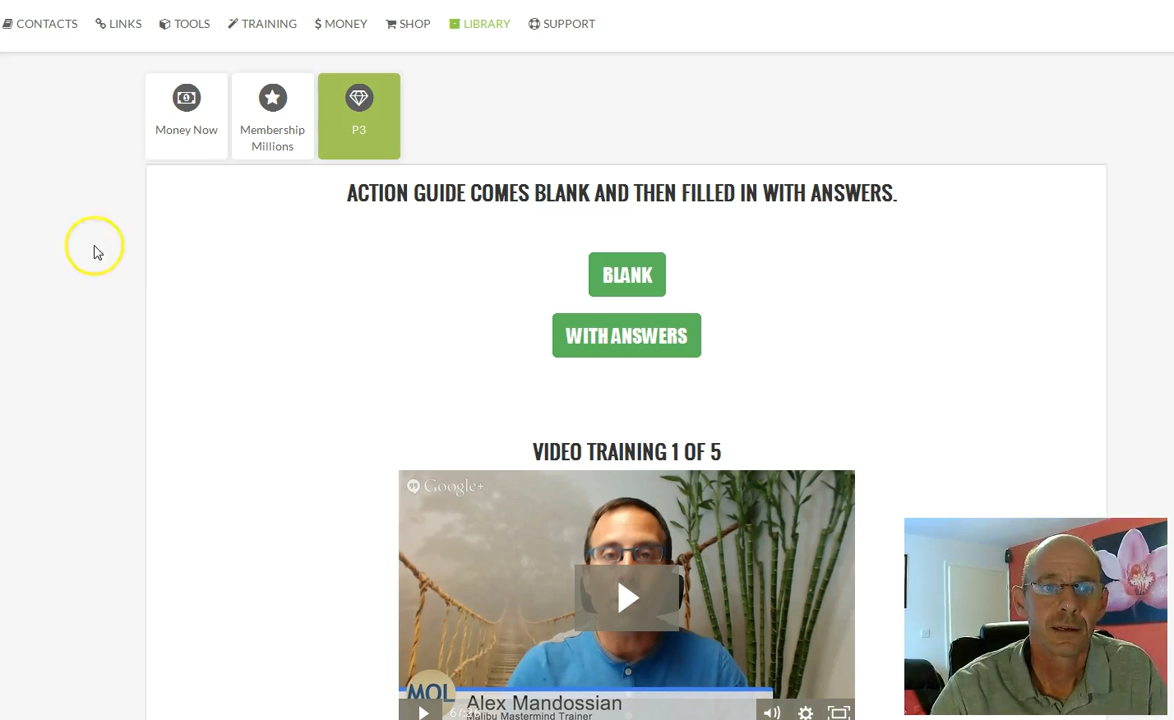 CONTACTS LINKS TOOLS TRAINING $ MONEY SHOP LIBRARY SUPPORT
Money Now
Membership
Millions
P3
ACTION GUIDE COMES BLANK AND THEN FILLED IN WITH ANSWERS.
BLANK
WITH ANSWERS
VIDEO TRAINING 1 OF 5
Google+
MOL
Alex Mandossian
Malibu Mastermind Trainer